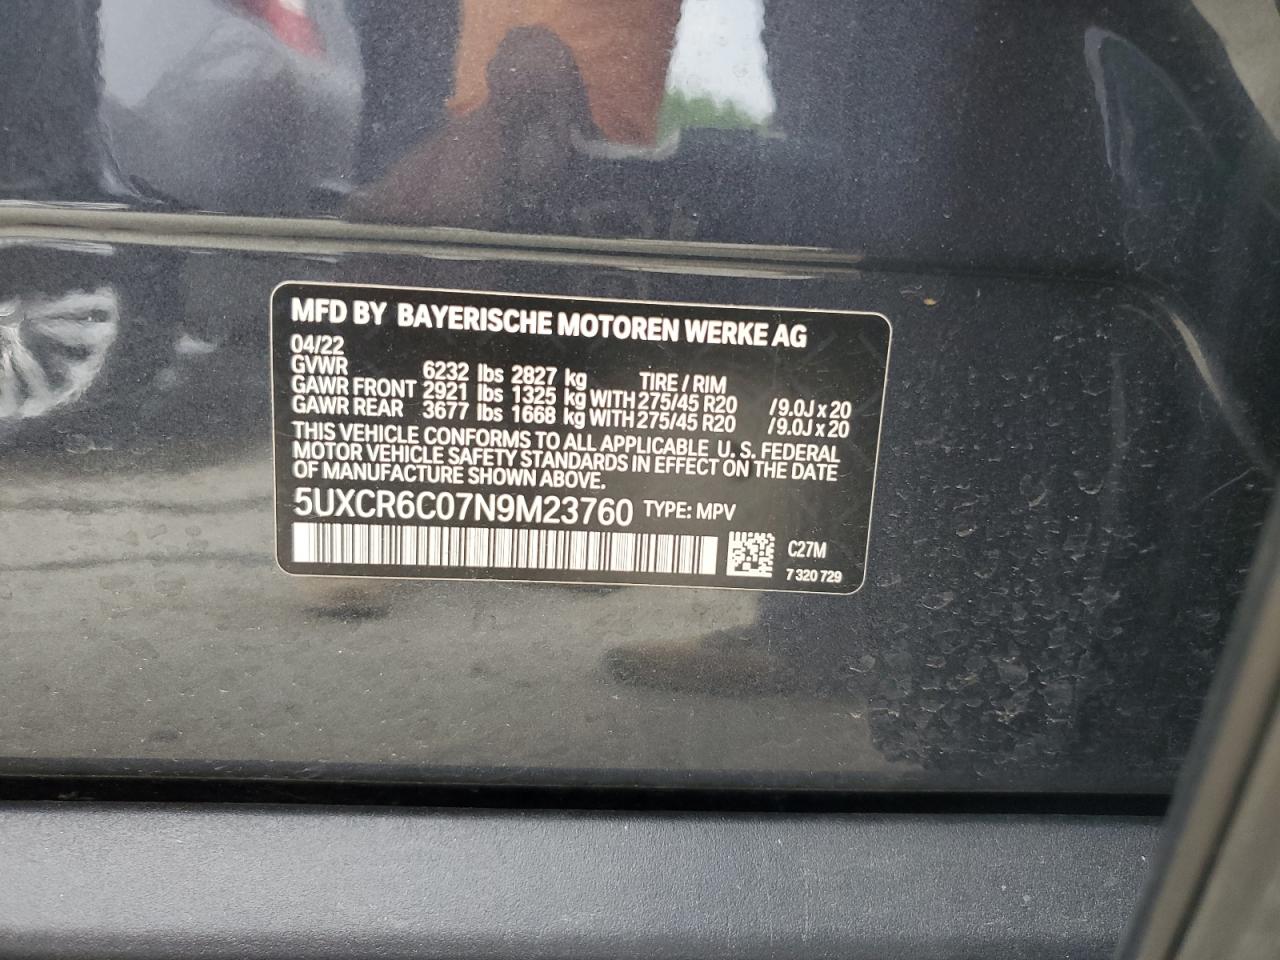 MFD BY BAYERISCHE MOTOREN WERKE AG
04/22
GVWR 6232 lbs 2827 kg TIRE / RIM
GAWR FRONT 2921 lbs 1325 kg WITH 275/45 R20 /9.0J x 20
GAWR REAR 3677 lbs 1668 kg WITH 275/45 R20 /9.0J x 20
THIS VEHICLE CONFORMS TO ALL APPLICABLE U. S. FEDERAL
MOTOR VEHICLE SAFETY STANDARDS IN EFFECT ON THE DATE
OF MANUFACTURE SHOWN ABOVE.
5UXCR6C07N9M23760 TYPE: MPV
C27M
7 320 729